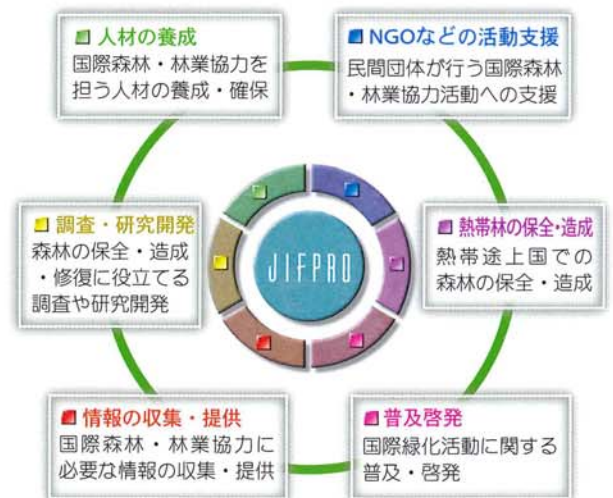 ■ 人材の養成
国際森林・林業協力を
担う人材の養成・確保
■ NGOなどの活動支援
民間団体が行う国際森林
・林業協力活動への支援
■ 調査・研究開発
森林の保全・造成
・修復に役立てる
調査や研究開発
JIFPRO
■ 熱帯林の保全・造成
熱帯途上国での
森林の保全・造成
■ 情報の収集・提供
国際森林・林業協力に
必要な情報の収集・提供
■ 普及啓発
国際緑化活動に関する
普及・啓発